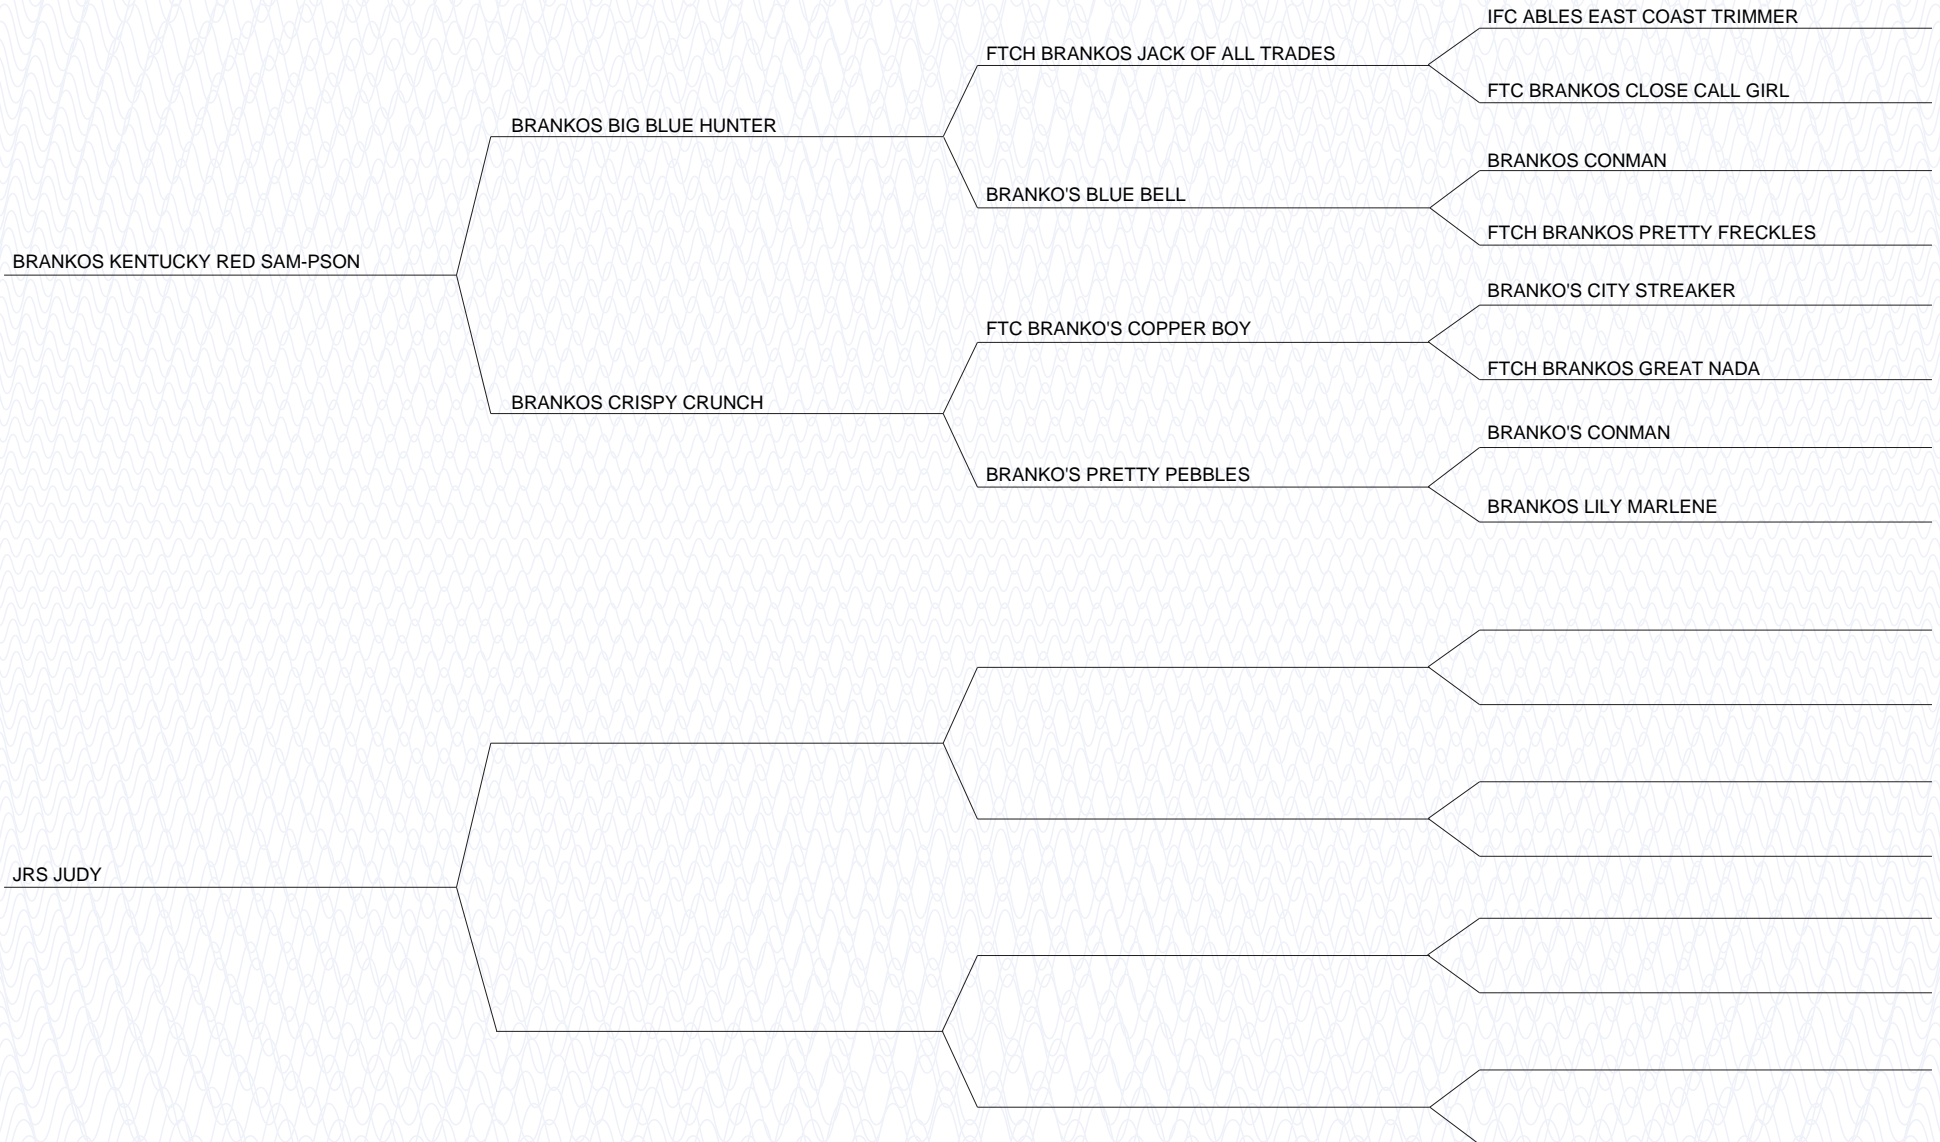 IFC ABLES EAST COAST TRIMMER
FTCH BRANKOS JACK OF ALL TRADES
FTC BRANKOS CLOSE CALL GIRL
BRANKOS BIG BLUE HUNTER
BRANKOS CONMAN
BRANKO'S BLUE BELL
FTCH BRANKOS PRETTY FRECKLES
BRANKOS KENTUCKY RED SAM-PSON
BRANKO'S CITY STREAKER
FTC BRANKO'S COPPER BOY
FTCH BRANKOS GREAT NADA
BRANKOS CRISPY CRUNCH
BRANKO'S CONMAN
BRANKO'S PRETTY PEBBLES
BRANKOS LILY MARLENE
JRS JUDY